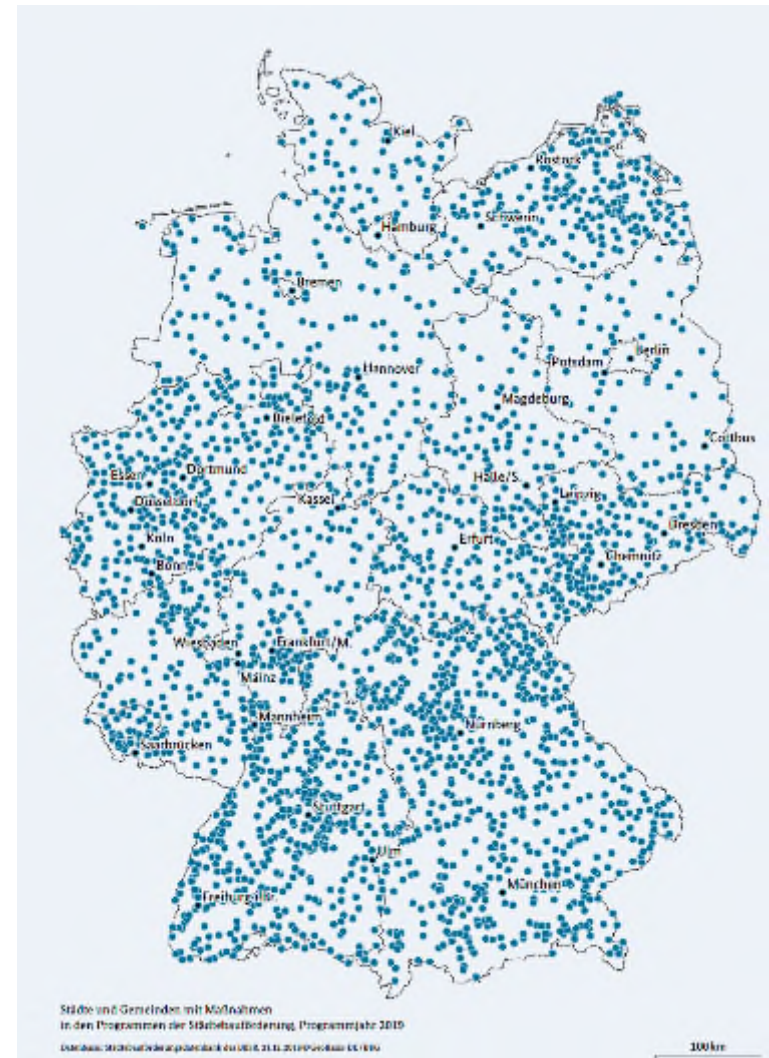 Kiel
Rostock
Schwerin
Hamburg
Bremen
Berlin
Potsdam
Hannover
Magdeburg
Bielefeld
Cottbus
Essen
Dortmund
Halle/S.
Leipzig
Düsseldorf
Kassel
Dresden
Köln
Erfurt
Chemnitz
Bonn
Wiesbaden
Frankfurt/M.
Mainz
Mannheim
Nürnberg
Saarbrücken
Stuttgart
Ulm
München
Freiburg i.Br.
Städte und Gemeinden mit Maßnahmen
in den Programmen der Städtebauförderung, Programmjahr 2019
100 km